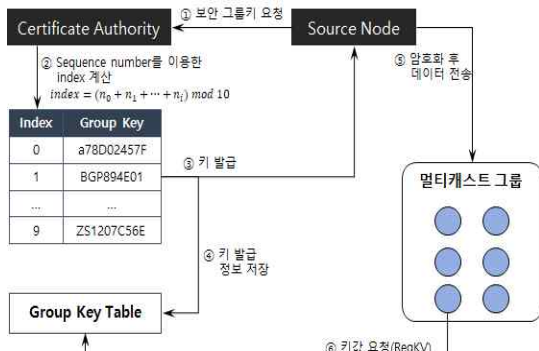 ① 보안 그룹키 요청
Certificate Authority
Source Node
② Sequence number를 이용한
index 계산
index = (n₀ + n₁ + ⋯ + nᵢ) mod 10
⑤ 암호화 후
데이터 전송
Index Group Key
0 a78D02457F
1 BGP894E01
... ...
9 ZS1207C56E
③ 키 발급
멀티캐스트 그룹
④ 키 발급
정보 저장
Group Key Table
⑥ 키값 요청(ReqKV)